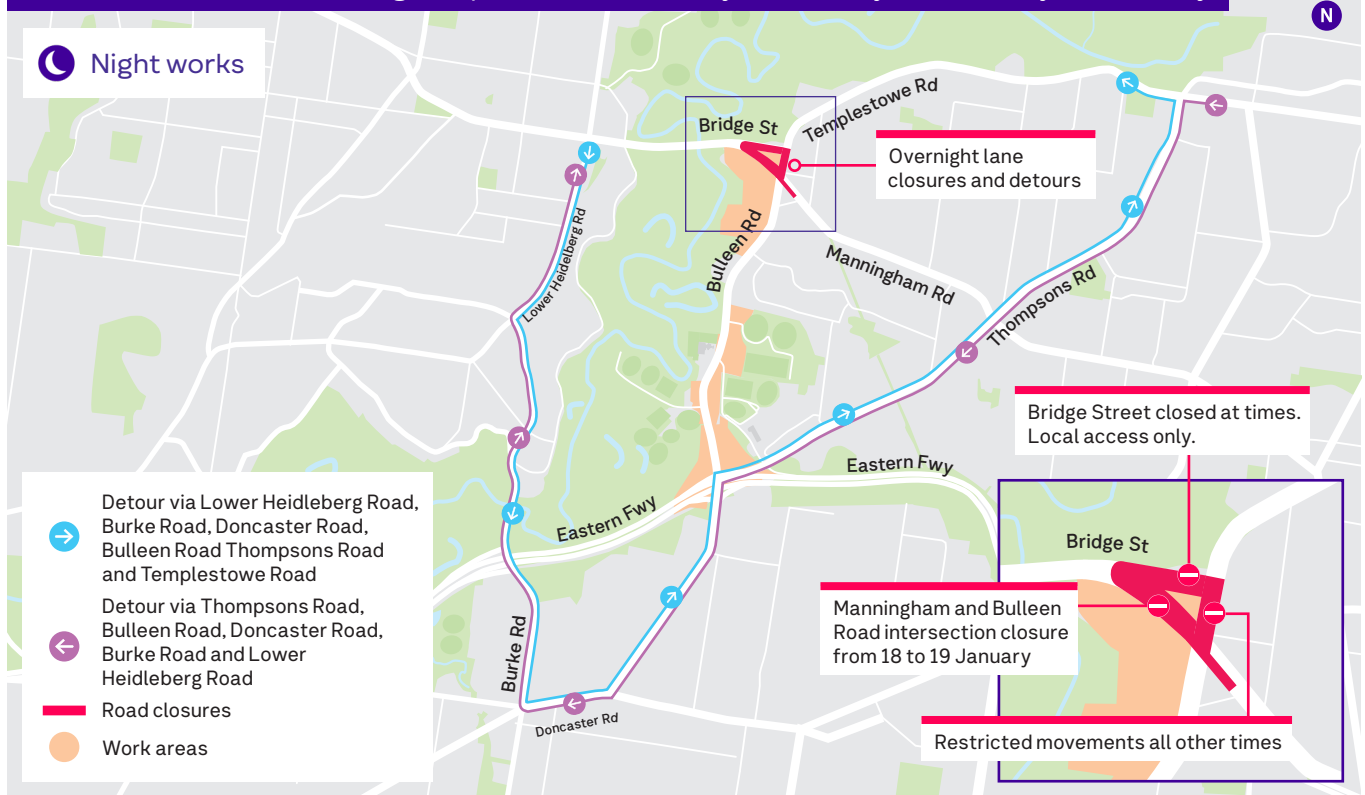 N
Night works
Bridge St
Templestowe Rd
Overnight lane
closures and detours
Lower Heidelberg Rd
Bulleen Rd
Manningham Rd
Thompsons Rd
Bridge Street closed at times.
Local access only.
Eastern Fwy
Eastern Fwy
Detour via Lower Heidleberg Road,
Burke Road, Doncaster Road,
Bulleen Road Thompsons Road
and Templestowe Road
Detour via Thompsons Road,
Bulleen Road, Doncaster Road,
Burke Road and Lower
Heidleberg Road
Road closures
Work areas
Burke Rd
Doncaster Rd
Bridge St
Manningham and Bulleen
Road intersection closure
from 18 to 19 January
Restricted movements all other times